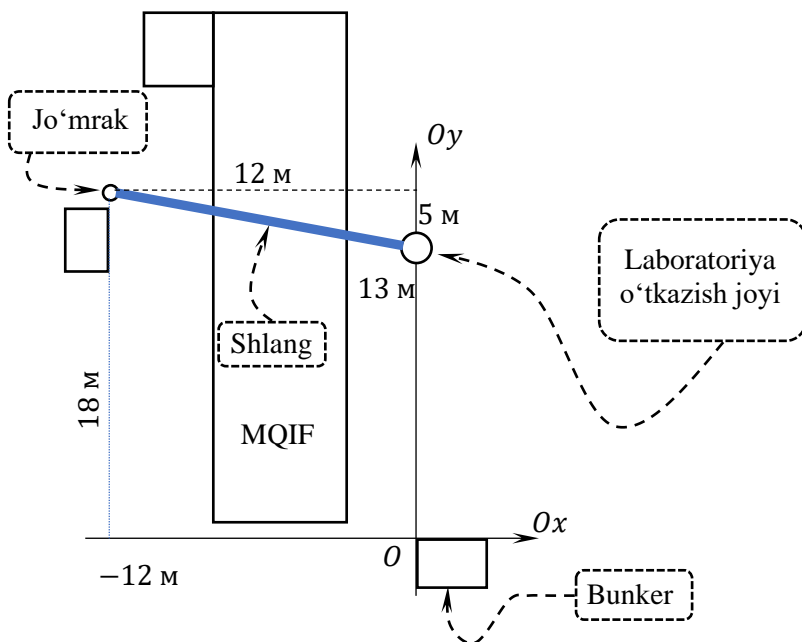 Jo‘mrak
Oy
12 м
5 м
Laboratoriya
o‘tkazish joyi
13 м
Shlang
18 м
MQIF
Ox
O
−12 м
Bunker